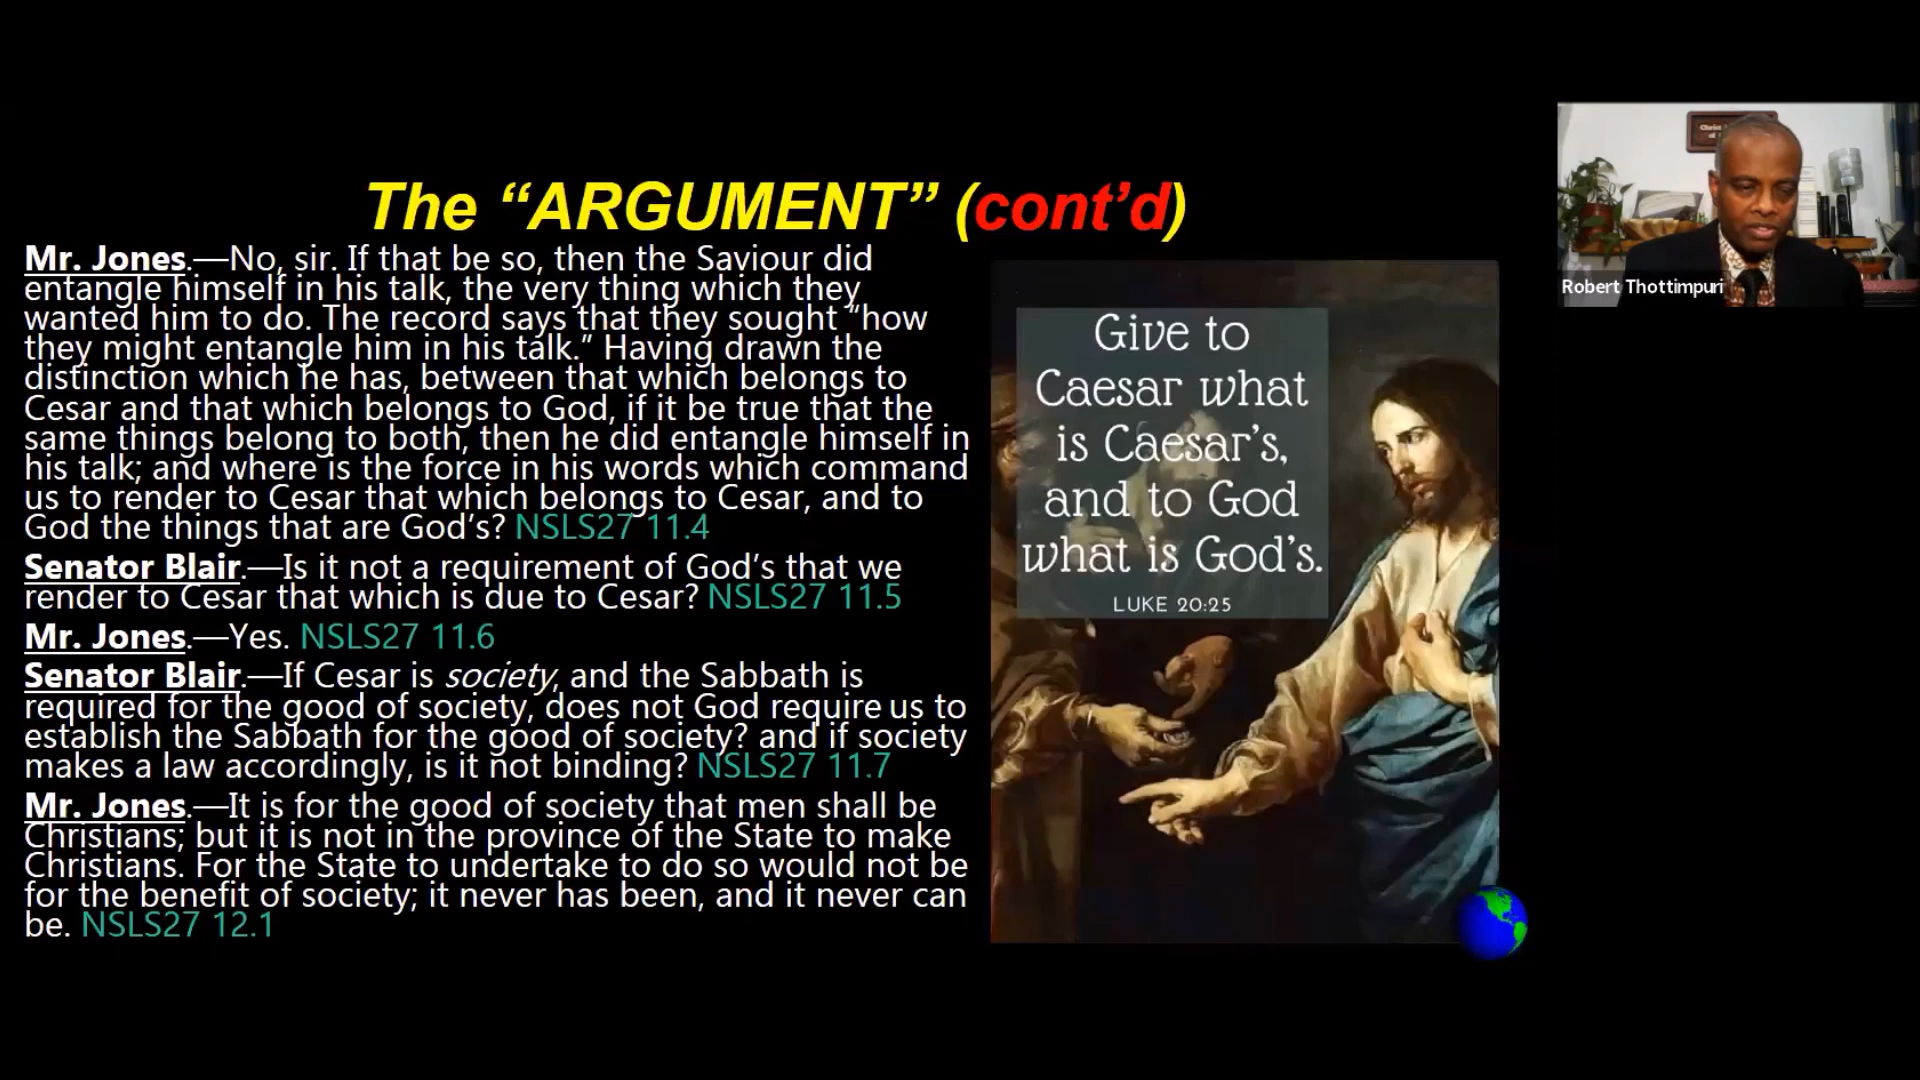 The “ARGUMENT” (cont’d)
Mr. Jones.—No, sir. If that be so, then the Saviour did
entangle himself in his talk, the very thing which they
wanted him to do. The record says that they sought “how
they might entangle him in his talk.” Having drawn the
distinction which he has, between that which belongs to
Cesar and that which belongs to God, if it be true that the
same things belong to both, then he did entangle himself in
his talk; and where is the force in his words which command
us to render to Cesar that which belongs to Cesar, and to
God the things that are God’s? NSLS27 11.4
Senator Blair.—Is it not a requirement of God’s that we
render to Cesar that which is due to Cesar? NSLS27 11.5
Mr. Jones.—Yes. NSLS27 11.6
Senator Blair.—If Cesar is society, and the Sabbath is
required for the good of society, does not God require us to
establish the Sabbath for the good of society? and if society
makes a law accordingly, is it not binding? NSLS27 11.7
Mr. Jones.—It is for the good of society that men shall be
Christians; but it is not in the province of the State to make
Christians. For the State to undertake to do so would not be
for the benefit of society; it never has been, and it never can
be. NSLS27 12.1
Give to
Caesar what
is Caesar’s,
and to God
what is God’s.
LUKE 20:25
Christ
Robert Thottimpuri